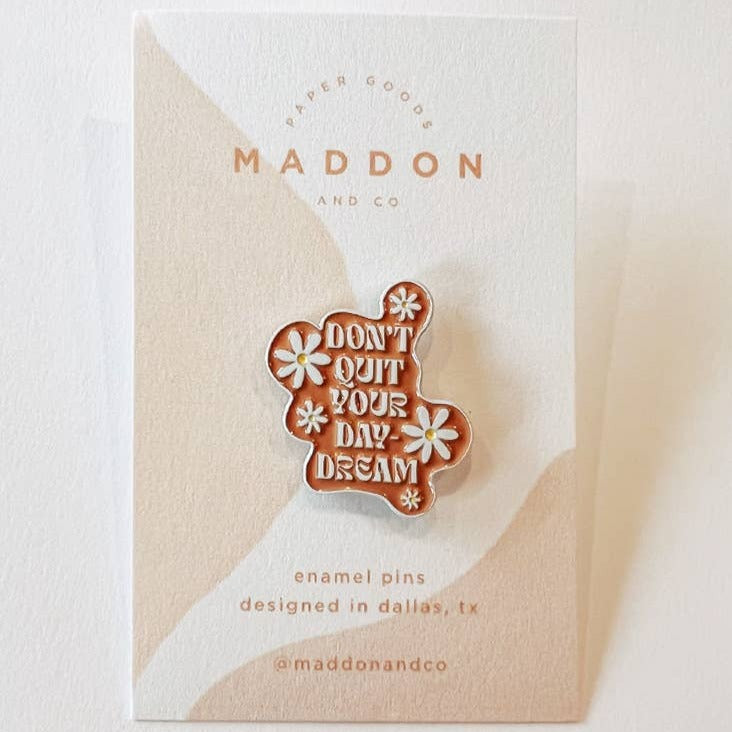 PAPER GOODS
MADDON
AND CO
DON'T
QUIT
YOUR
DAY-
DREAM
enamel pins
designed in dallas, tx
@maddonandco